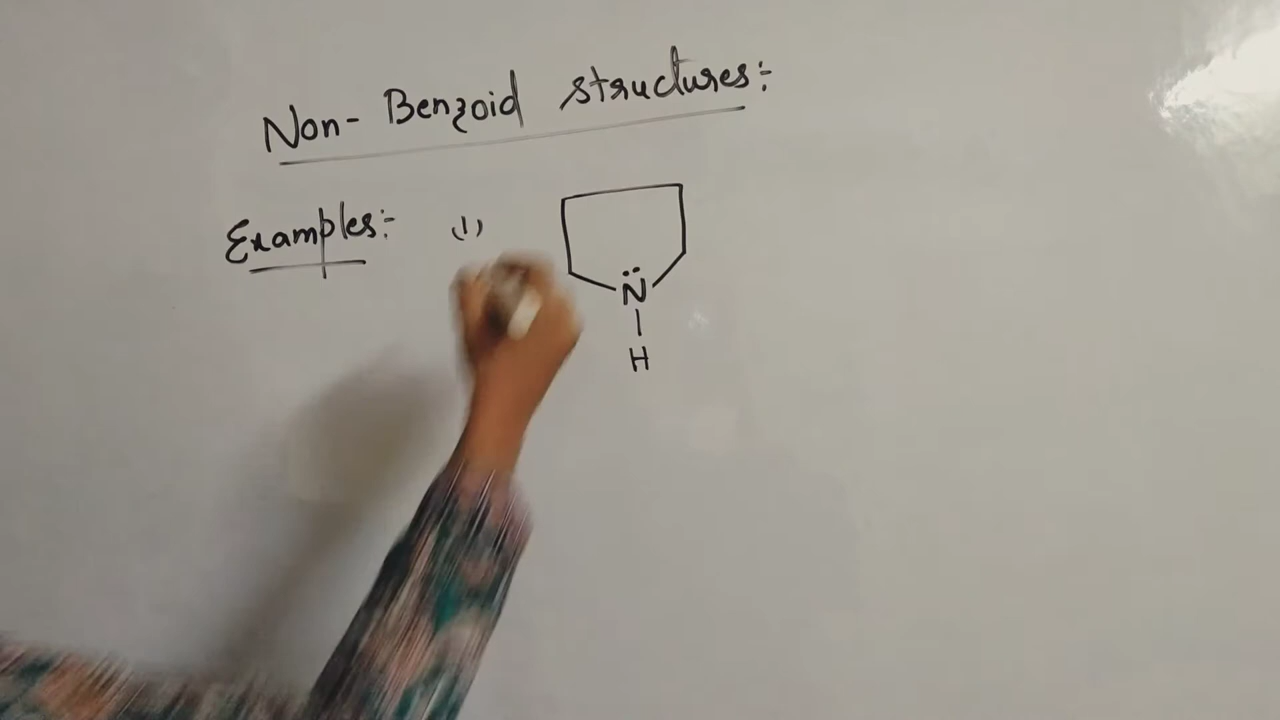 Non-Benzoid structures:-
Examples:- (1)
N
H